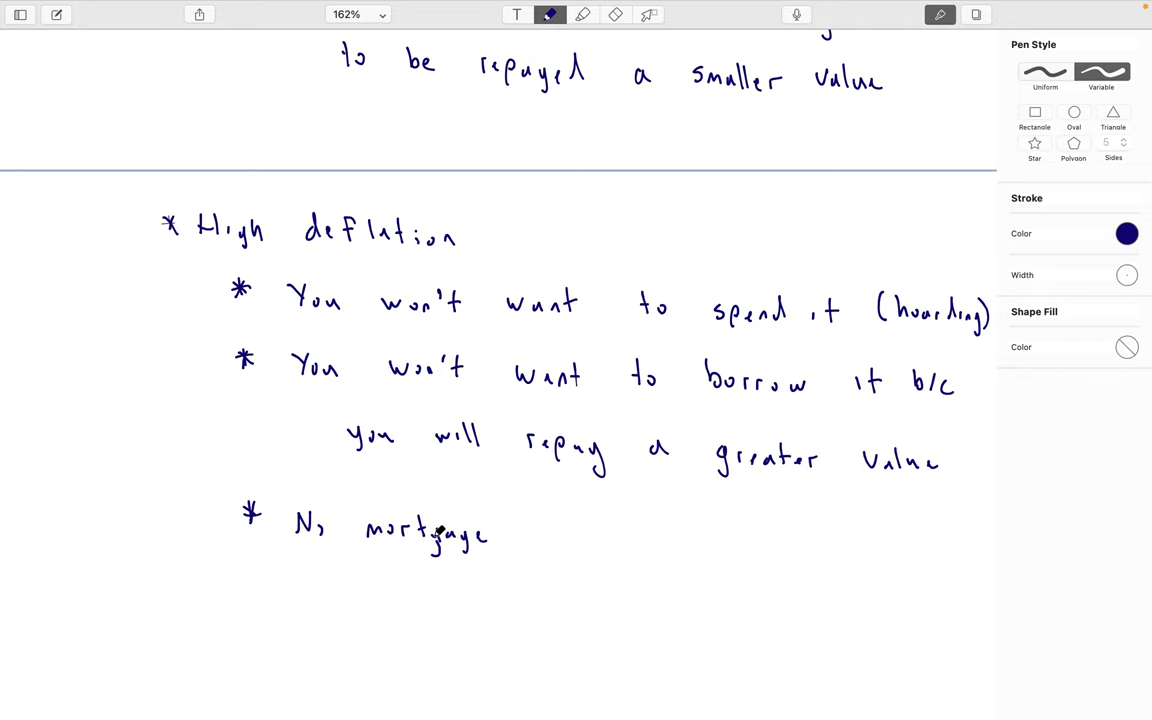 162%
T
to be repayed a smaller value
* High deflation
* You won't want to spend it (hoarding)
* You won't want to borrow it b/c
you will repay a greater value
* No mortgage
Pen Style
Uniform Variable
Rectangle Oval Triangle
5
Star Polygon Sides
Stroke
Color
Width
Shape Fill
Color